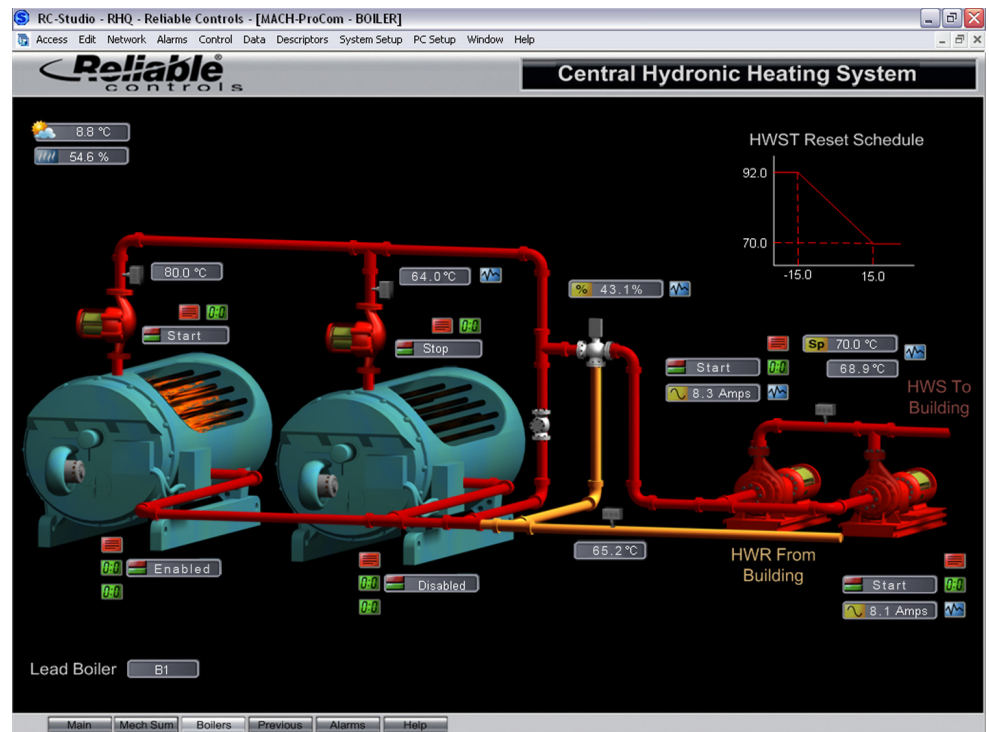 RC-Studio - RHQ - Reliable Controls - [MACH-ProCom - BOILER]
Access Edit Network Alarms Control Data Descriptors System Setup PC Setup Window Help
Reliable®
controls
Central Hydronic Heating System
8.8 °C
54.6 %
HWST Reset Schedule
92.0
70.0
-15.0 15.0
80.0 °C
64.0°C
% 43.1%
0:0
Start
0:0
Stop
Start
0:0
8.3 Amps
Sp 70.0 °C
68.9°C
HWS To
Building
65.2°C
HWR From
Building
0:0 Enabled
0:0
0:0 Disabled
0:0
Start 0:0
8.1 Amps
Lead Boiler B1
Main Mech Sum Boilers Previous Alarms Help